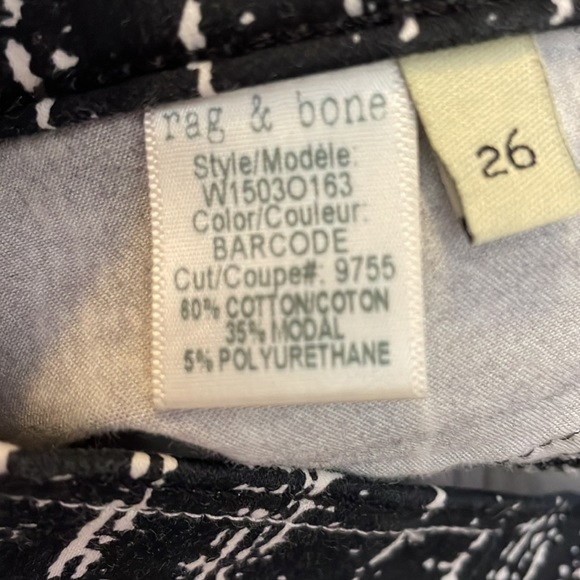 rag & bone
Style/Modèle:
W1503O163
Color/Couleur:
BARCODE
Cut/Coupe#: 9755
60% COTTON/COTON
35% MODAL
5% POLYURETHANE
26